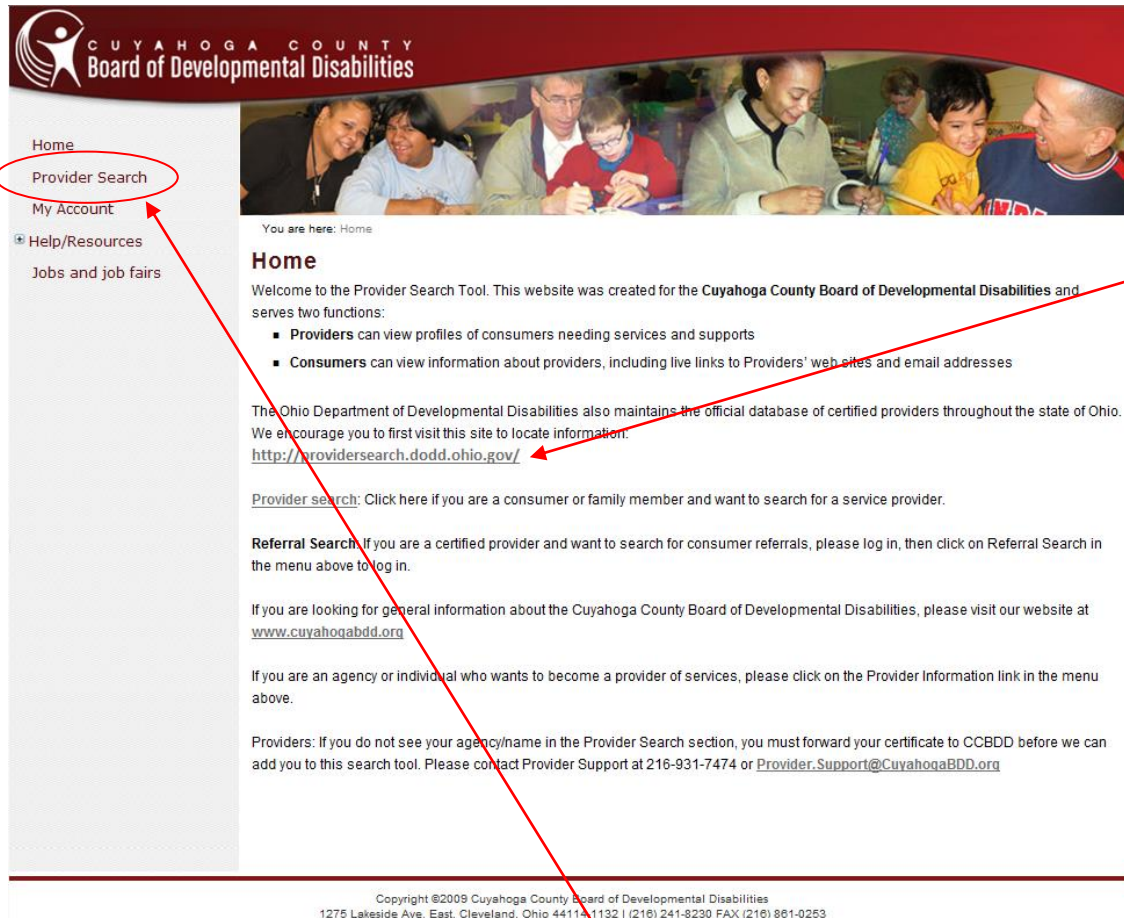 CUYAHOGA COUNTY
Board of Developmental Disabilities
Home
Provider Search
My Account
Help/Resources
Jobs and job fairs
You are here: Home
Home
Welcome to the Provider Search Tool. This website was created for the Cuyahoga County Board of Developmental Disabilities and
serves two functions:
Providers can view profiles of consumers needing services and supports
Consumers can view information about providers, including live links to Providers' web sites and email addresses
The Ohio Department of Developmental Disabilities also maintains the official database of certified providers throughout the state of Ohio.
We encourage you to first visit this site to locate information:
http://providersearch.dodd.ohio.gov/
Provider search: Click here if you are a consumer or family member and want to search for a service provider.
Referral Search: If you are a certified provider and want to search for consumer referrals, please log in, then click on Referral Search in
the menu above to log in.
If you are looking for general information about the Cuyahoga County Board of Developmental Disabilities, please visit our website at
www.cuyahogabdd.org
If you are an agency or individual who wants to become a provider of services, please click on the Provider Information link in the menu
above.
Providers: If you do not see your agency/name in the Provider Search section, you must forward your certificate to CCBDD before we can
add you to this search tool. Please contact Provider Support at 216-931-7474 or Provider.Support@CuyahogaBDD.org
Copyright ©2009 Cuyahoga County Board of Developmental Disabilities
1275 Lakeside Ave. East, Cleveland, Ohio 44114-1132 | (216) 241-8230 FAX (216) 861-0253